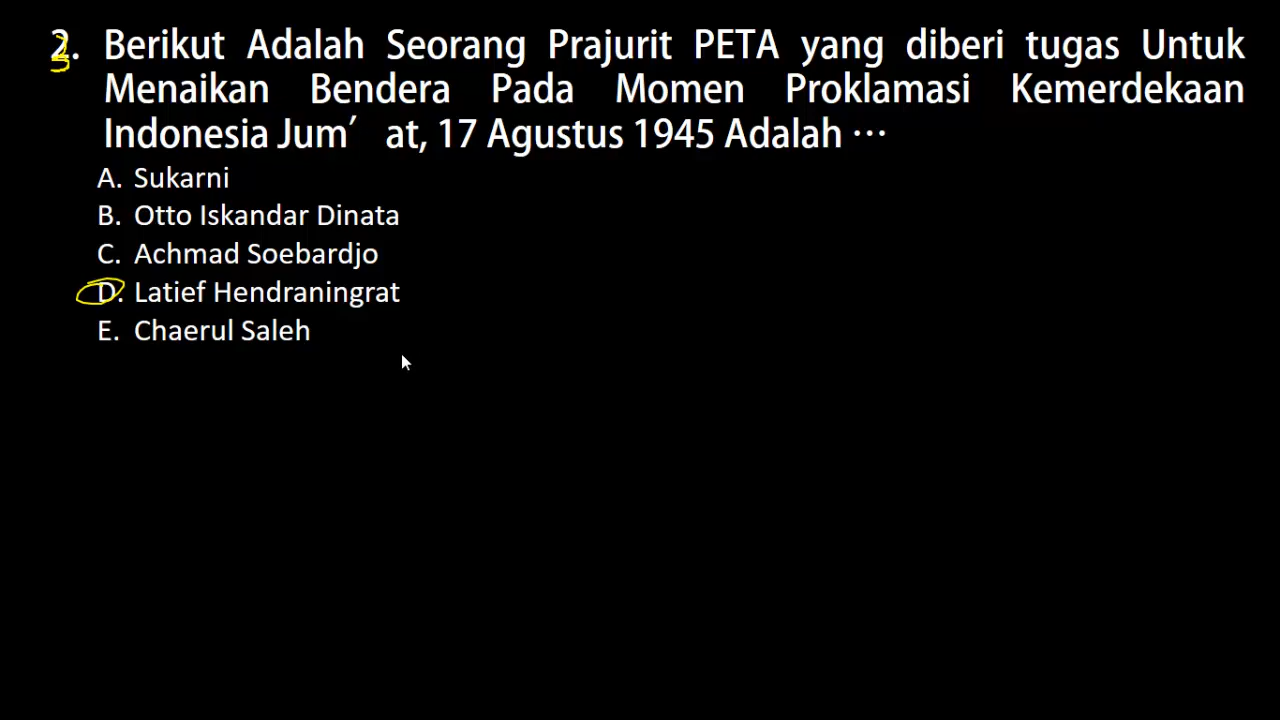 2. Berikut Adalah Seorang Prajurit PETA yang diberi tugas Untuk
3
Menaikan Bendera Pada Momen Proklamasi Kemerdekaan
Indonesia Jum′ at, 17 Agustus 1945 Adalah ⋯
A. Sukarni
B. Otto Iskandar Dinata
C. Achmad Soebardjo
D. Latief Hendraningrat
E. Chaerul Saleh